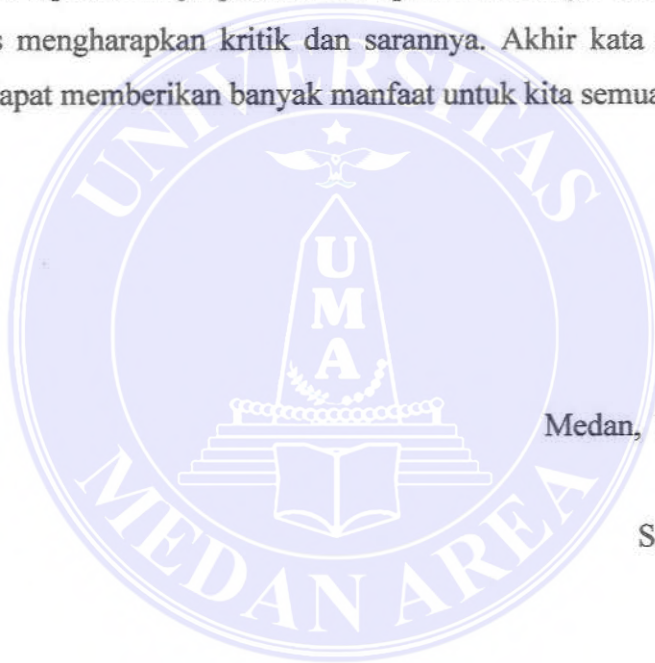 s mengharapkan kritik dan sarannya. Akhir kata
apat memberikan banyak manfaat untuk kita semua
UNIVERSITAS
U
M
A
Medan,
S
MEDAN AREA